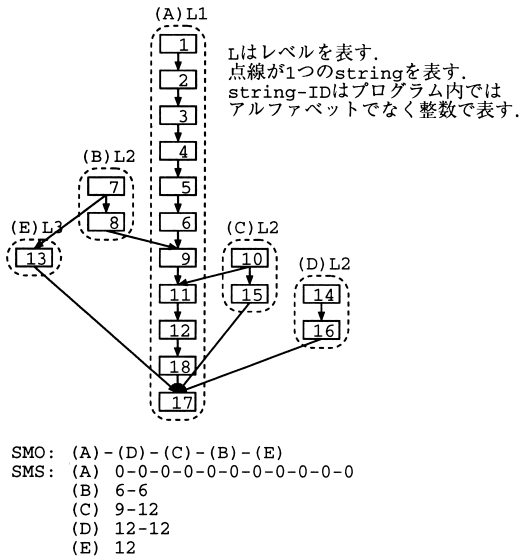 (A)L1
Lはレベルを表す.
点線が1つのstringを表す.
string-IDはプログラム内では
アルファベットでなく整数で表す.
1
2
3
4
(B)L2
7
5
8
6
(E)L3
(C)L2
13
9
10
(D)L2
11
15
14
12
16
18
17
SMO: (A)-(D)-(C)-(B)-(E)
SMS: (A) 0-0-0-0-0-0-0-0-0-0-0
(B) 6-6
(C) 9-12
(D) 12-12
(E) 12